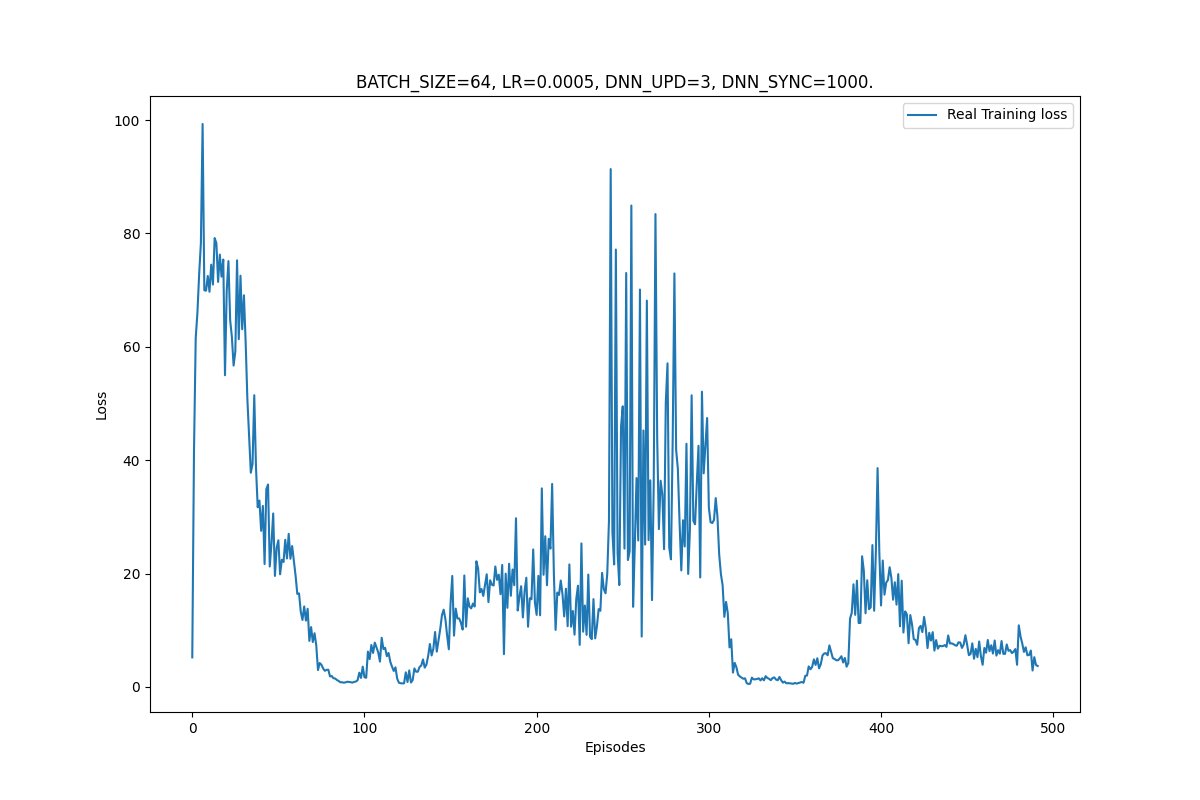 BATCH_SIZE=64, LR=0.0005, DNN_UPD=3, DNN_SYNC=1000.
Real Training loss
100
80
60
40
20
0
Loss
0 100 200 300 400 500
Episodes